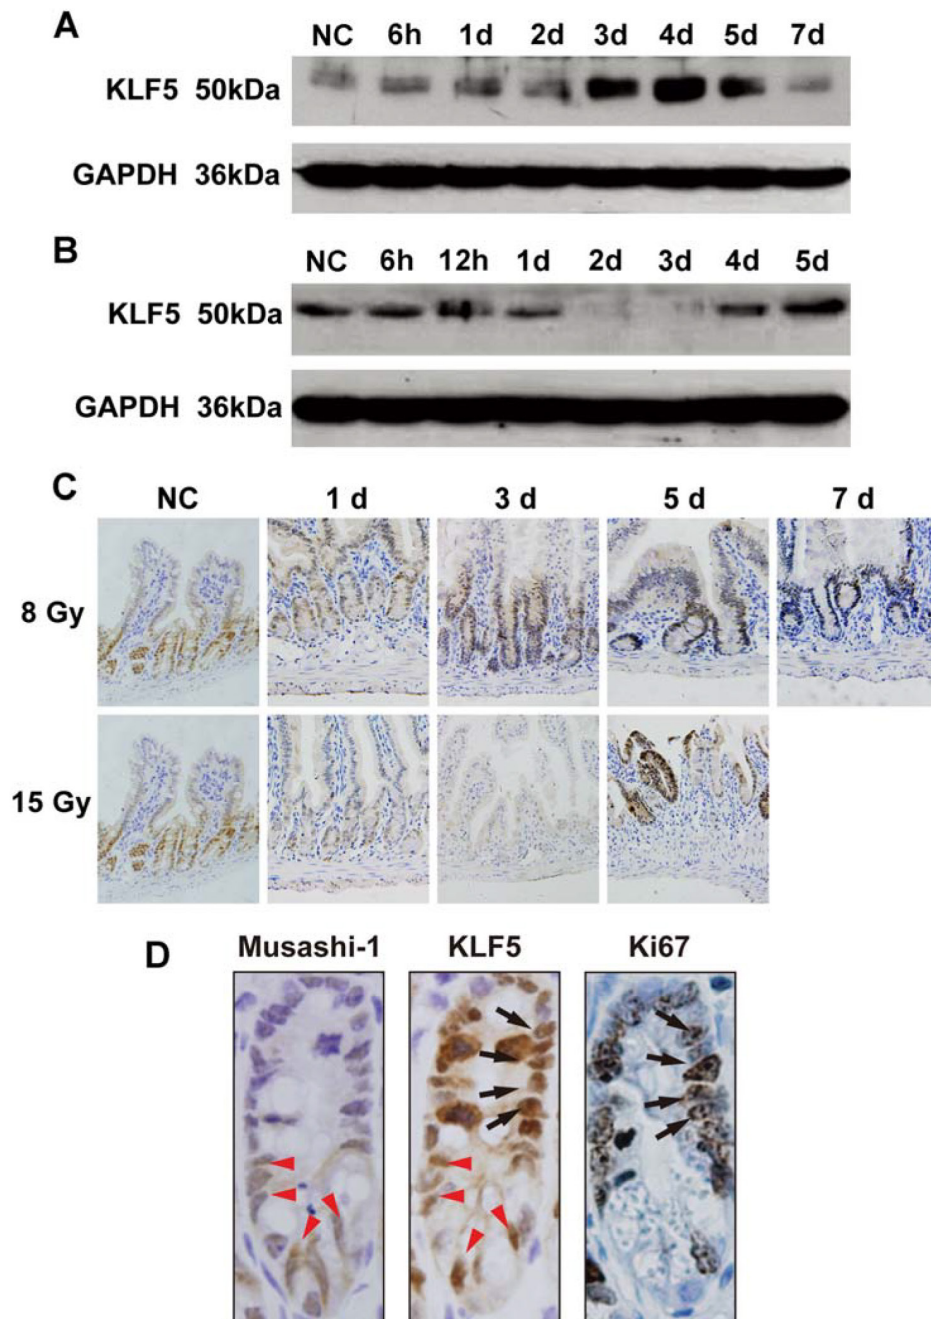 A
NC 6h 1d 2d 3d 4d 5d 7d
KLF5 50kDa
GAPDH 36kDa
B
NC 6h 12h 1d 2d 3d 4d 5d
KLF5 50kDa
GAPDH 36kDa
C
NC 1 d 3 d 5 d 7 d
8 Gy
15 Gy
D
Musashi-1 KLF5 Ki67